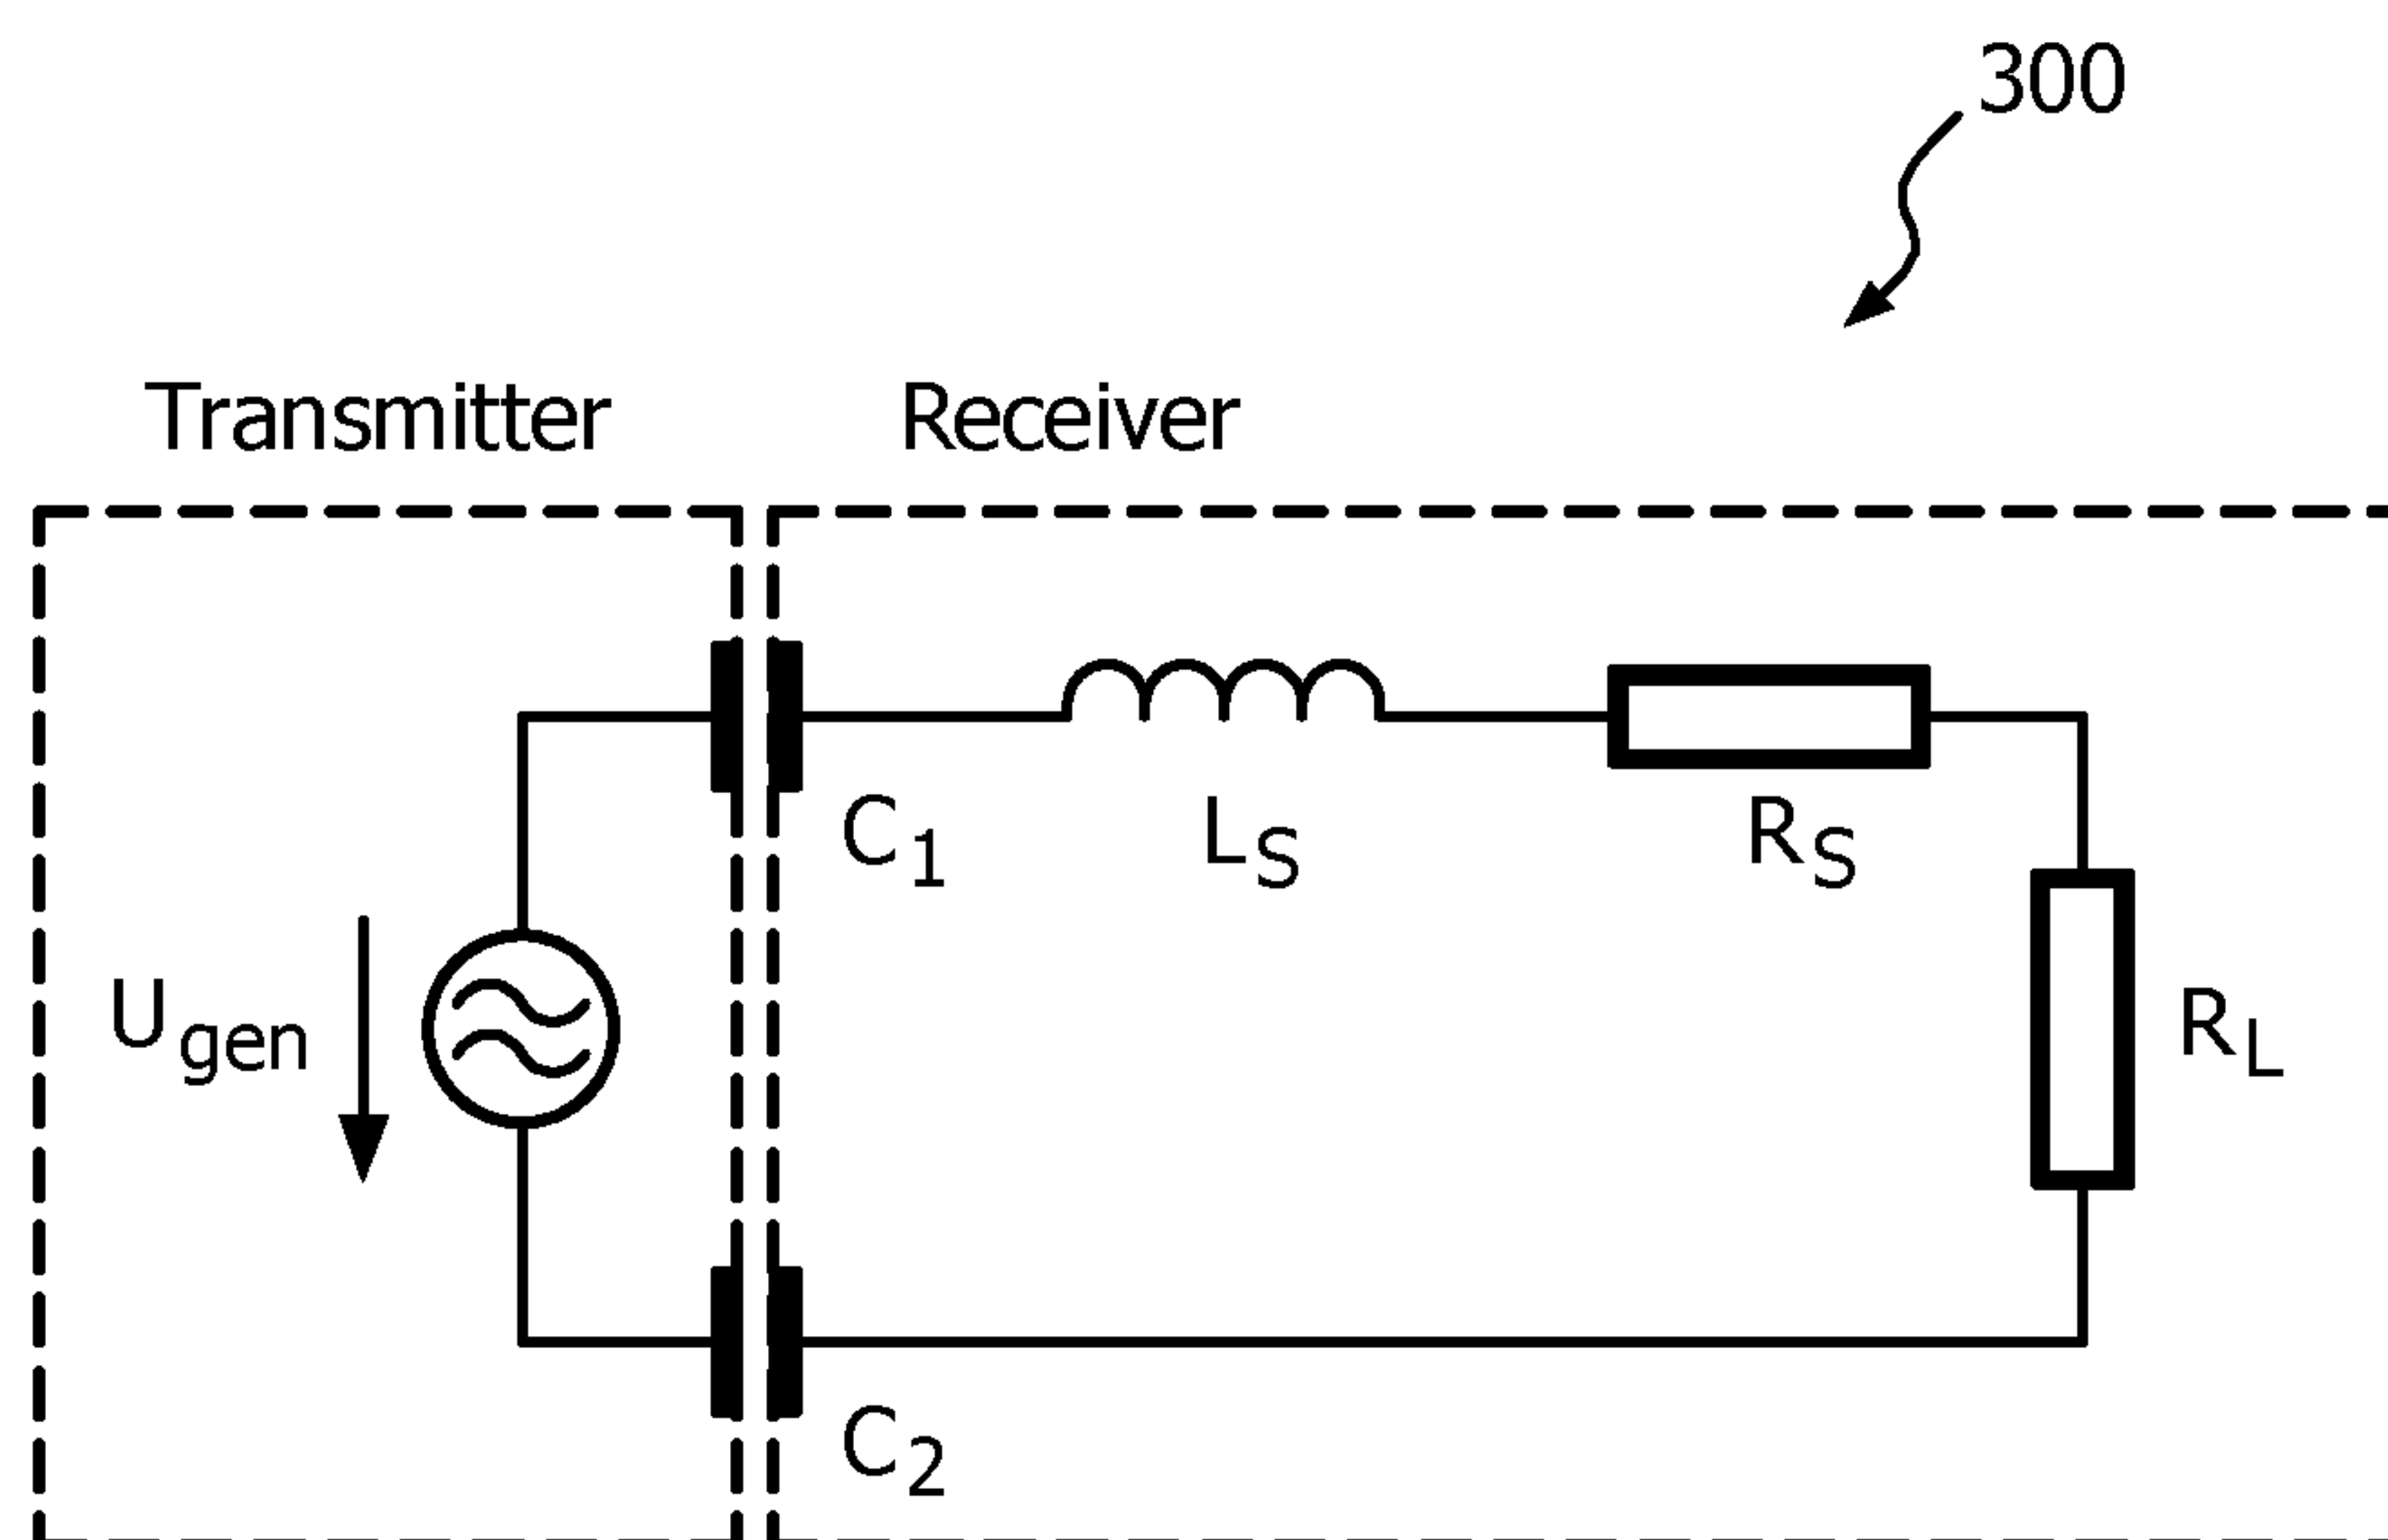 300
Transmitter
Receiver
C1
LS
RS
Ugen
RL
C2